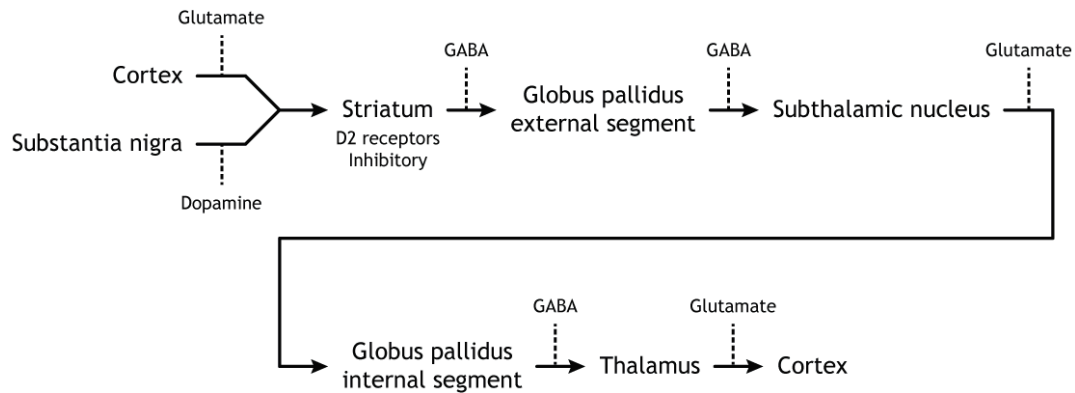 Glutamate
Cortex
Substantia nigra
Dopamine
Striatum
D2 receptors
Inhibitory
GABA
Globus pallidus
external segment
GABA
Subthalamic nucleus
Glutamate
Globus pallidus
internal segment
GABA
Thalamus
Glutamate
Cortex